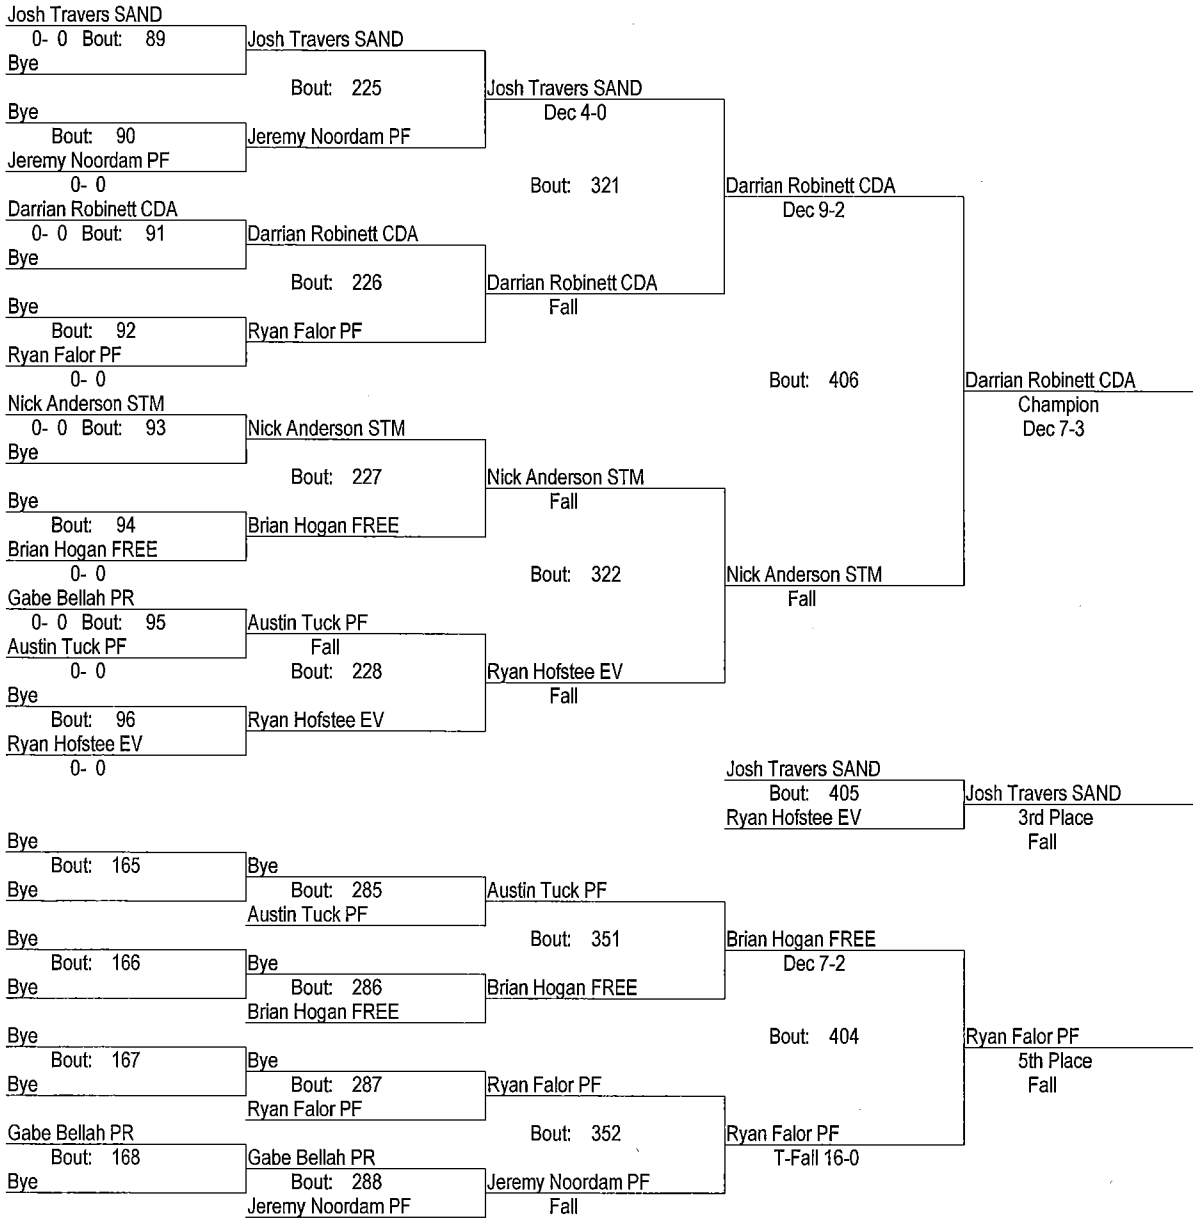 Josh Travers SAND
0- 0 Bout: 89
Bye
Josh Travers SAND
Bout: 225
Bye
Bout: 90
Jeremy Noordam PF
0- 0
Jeremy Noordam PF
Josh Travers SAND
Dec 4-0
Bout: 321
Darrian Robinett CDA
0- 0 Bout: 91
Bye
Darrian Robinett CDA
Bout: 226
Bye
Bout: 92
Ryan Falor PF
0- 0
Ryan Falor PF
Darrian Robinett CDA
Fall
Darrian Robinett CDA
Dec 9-2
Bout: 406
Darrian Robinett CDA
Champion
Dec 7-3
Nick Anderson STM
0- 0 Bout: 93
Bye
Nick Anderson STM
Bout: 227
Bye
Bout: 94
Brian Hogan FREE
0- 0
Brian Hogan FREE
Nick Anderson STM
Fall
Bout: 322
Nick Anderson STM
Fall
Gabe Bellah PR
0- 0 Bout: 95
Austin Tuck PF
0- 0
Austin Tuck PF
Fall
Bout: 228
Bye
Bout: 96
Ryan Hofstee EV
0- 0
Ryan Hofstee EV
Ryan Hofstee EV
Fall
Josh Travers SAND
Bout: 405
Ryan Hofstee EV
Josh Travers SAND
3rd Place
Fall
Bye
Bout: 165
Bye
Bye
Bout: 285
Austin Tuck PF
Austin Tuck PF
Bout: 351
Bye
Bout: 166
Bye
Bye
Bout: 286
Brian Hogan FREE
Brian Hogan FREE
Brian Hogan FREE
Dec 7-2
Bout: 404
Bye
Bout: 167
Bye
Bye
Bout: 287
Ryan Falor PF
Ryan Falor PF
Bout: 352
Gabe Bellah PR
Bout: 168
Bye
Gabe Bellah PR
Bout: 288
Jeremy Noordam PF
Jeremy Noordam PF
Fall
Ryan Falor PF
T-Fall 16-0
Ryan Falor PF
5th Place
Fall